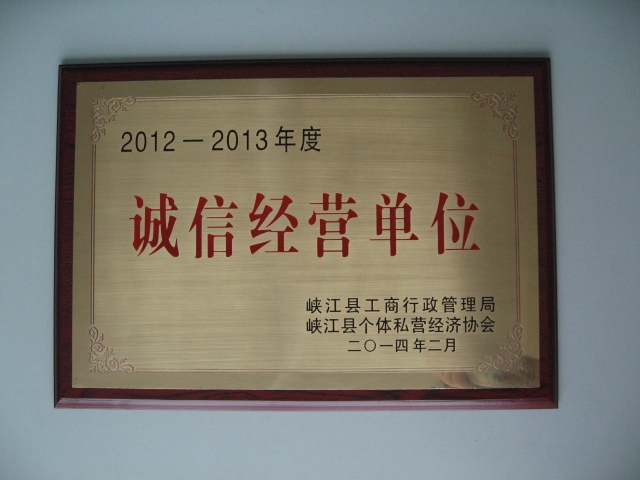 2012－2013年度
诚信经营单位
峡江县工商行政管理局
峡江县个体私营经济协会
二〇一四年二月